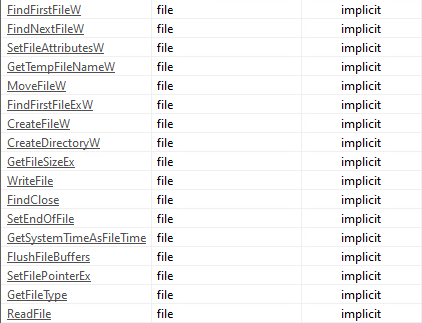 FindFirstFileW file implicit
FindNextFileW file implicit
SetFileAttributesW file implicit
GetTempFileNameW file implicit
MoveFileW file implicit
FindFirstFileExW file implicit
CreateFileW file implicit
CreateDirectoryW file implicit
GetFileSizeEx file implicit
WriteFile file implicit
FindClose file implicit
SetEndOfFile file implicit
GetSystemTimeAsFileTime file implicit
FlushFileBuffers file implicit
SetFilePointerEx file implicit
GetFileType file implicit
ReadFile file implicit